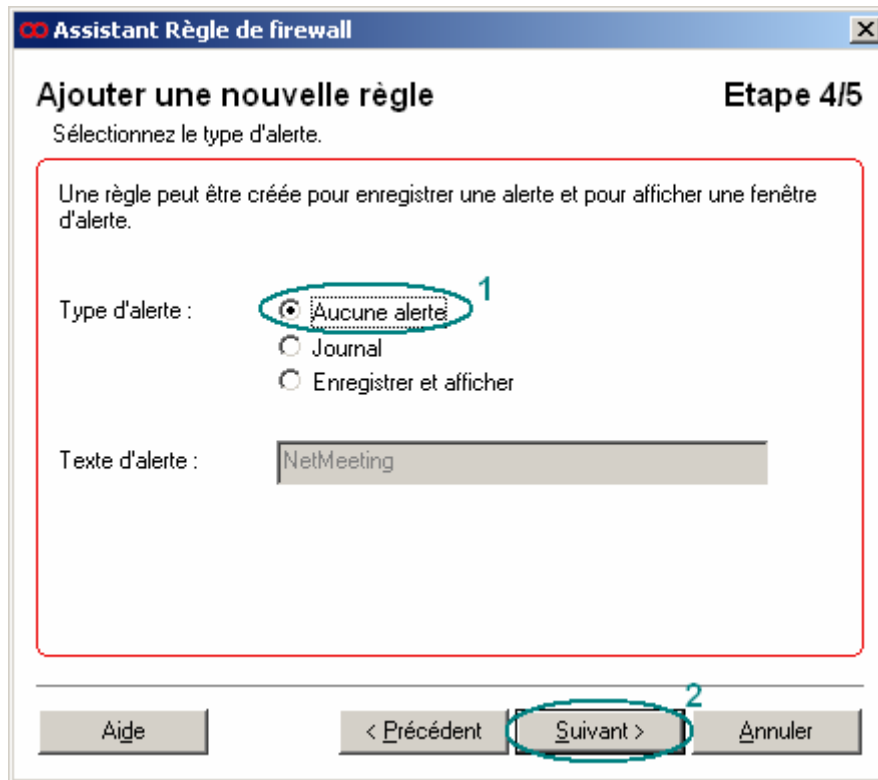 Assistant Règle de firewall
Ajouter une nouvelle règle
Etape 4/5
Sélectionnez le type d'alerte.
Une règle peut être créée pour enregistrer une alerte et pour afficher une fenêtre
d'alerte.
Type d'alerte :
Aucune alerte
1
Journal
Enregistrer et afficher
Texte d'alerte :
NetMeeting
2
Aide
< Précédent
Suivant >
Annuler